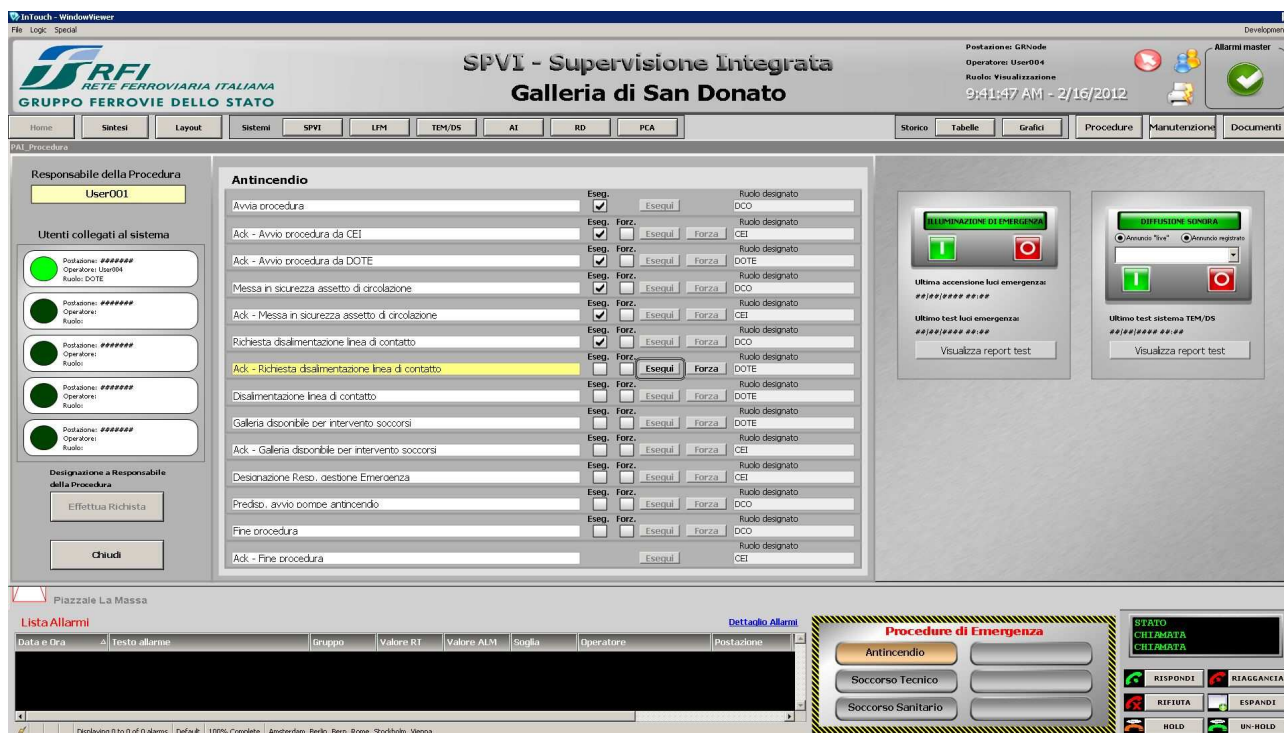 InTouch - WindowViewer
File Logic Special
Developmen
RFI
RETE FERROVIARIA ITALIANA
GRUPPO FERROVIE DELLO STATO
SPVI - Supervisione Integrata
Galleria di San Donato
Postazione: GRNode
Operatore: User004
Ruolo: Visualizzazione
9:41:47 AM - 2/16/2012
Allarmi master
Home Sintesi Layout Sistemi SPVI LFM TEM/DS AI RD PCA Storico Tabelle Grafici Procedure Manutenzione Documenti
PAI_Procedura
Responsabile della Procedura
User001
Utenti collegati al sistema
Postazione: #######
Operatore: User004
Ruolo: DOTE
Postazione: #######
Operatore:
Ruolo:
Postazione: #######
Operatore:
Ruolo:
Postazione: #######
Operatore:
Ruolo:
Postazione: #######
Operatore:
Ruolo:
Designazione a Responsabile
della Procedura
Effettua Richista
Chiudi
Antincendio
Eseg. Ruolo designato
Avvia procedura Esegui DCO
Eseg. Forz. Ruolo designato
Ack - Avvio procedura da CEI Esegui Forza CEI
Eseg. Forz. Ruolo designato
Ack - Avvio procedura da DOTE Esegui Forza DOTE
Eseg. Forz. Ruolo designato
Messa in sicurezza assetto di circolazione Esegui Forza DCO
Eseg. Forz. Ruolo designato
Ack - Messa in sicurezza assetto di circolazione Esegui Forza CEI
Eseg. Forz. Ruolo designato
Richiesta disalimentazione linea di contatto Esegui Forza DCO
Eseg. Forz. Ruolo designato
Ack - Richiesta disalimentazione linea di contatto Esegui Forza DOTE
Eseg. Forz. Ruolo designato
Disalimentazione linea di contatto Esegui Forza DOTE
Eseg. Forz. Ruolo designato
Galleria disponibile per intervento soccorsi Esegui Forza DOTE
Eseg. Forz. Ruolo designato
Ack - Galleria disponibile per intervento soccorsi Esegui Forza CEI
Eseg. Forz. Ruolo designato
Designazione Resp. gestione Emergenza Esegui Forza CEI
Eseg. Forz. Ruolo designato
Predisp. avvio pompe antincendio Esegui Forza DCO
Eseg. Forz. Ruolo designato
Fine procedura Esegui Forza DCO
Ruolo designato
Ack - Fine procedura Esegui CEI
ILLUMINAZIONE DI EMERGENZA
Ultima accensione luci emergenza:
##/##/#### ##:##
Ultimo test luci emergenza:
##/##/#### ##:##
Visualizza report test
DIFFUSIONE SONORA
Annuncio "live" Annuncio registrato
Ultimo test sistema TEM/DS
##/##/#### ##:##
Visualizza report test
Piazzale La Massa
Lista Allarmi
Dettaglio Allarmi
Data e Ora Testo allarme Gruppo Valore RT Valore ALM Soglia Operatore Postazione
Displaying 0 to 0 of 0 alarms Default 100% Complete Amsterdam, Berlin, Bern, Rome, Stockholm, Vienna
Procedure di Emergenza
Antincendio
Soccorso Tecnico
Soccorso Sanitario
STATO
CHIAMATA
CHIAMATA
RISPONDI RIAGGANCIA
RIFIUTA ESPANDI
HOLD UN-HOLD